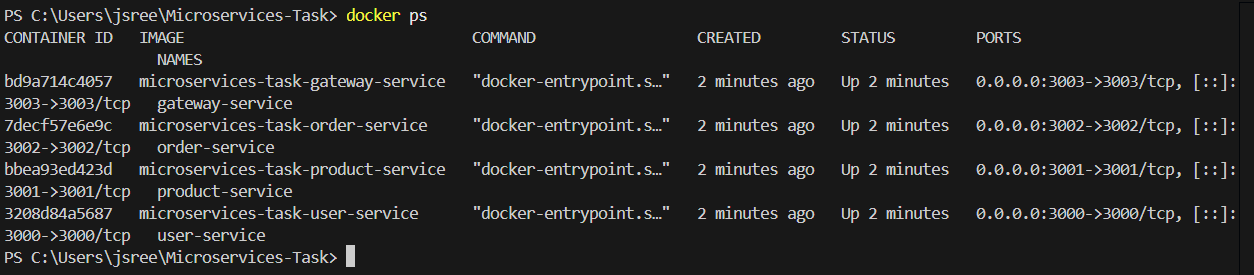 PS C:\Users\jsree\Microservices-Task> docker ps
CONTAINER ID   IMAGE                                COMMAND                  CREATED         STATUS         PORTS
                 NAMES
bd9a714c4057   microservices-task-gateway-service   "docker-entrypoint.s…"   2 minutes ago   Up 2 minutes   0.0.0.0:3003->3003/tcp, [::]:
3003->3003/tcp   gateway-service
7decf57e6e9c   microservices-task-order-service     "docker-entrypoint.s…"   2 minutes ago   Up 2 minutes   0.0.0.0:3002->3002/tcp, [::]:
3002->3002/tcp   order-service
bbea93ed423d   microservices-task-product-service   "docker-entrypoint.s…"   2 minutes ago   Up 2 minutes   0.0.0.0:3001->3001/tcp, [::]:
3001->3001/tcp   product-service
3208d84a5687   microservices-task-user-service      "docker-entrypoint.s…"   2 minutes ago   Up 2 minutes   0.0.0.0:3000->3000/tcp, [::]:
3000->3000/tcp   user-service
PS C:\Users\jsree\Microservices-Task>